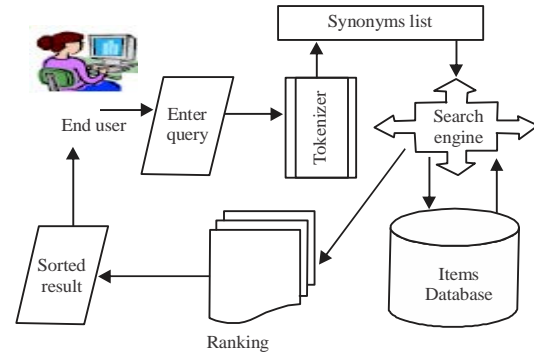 Synonyms list
End user
Enter
query
Tokenizer
Search
engine
Sorted
result
Ranking
Items
Database